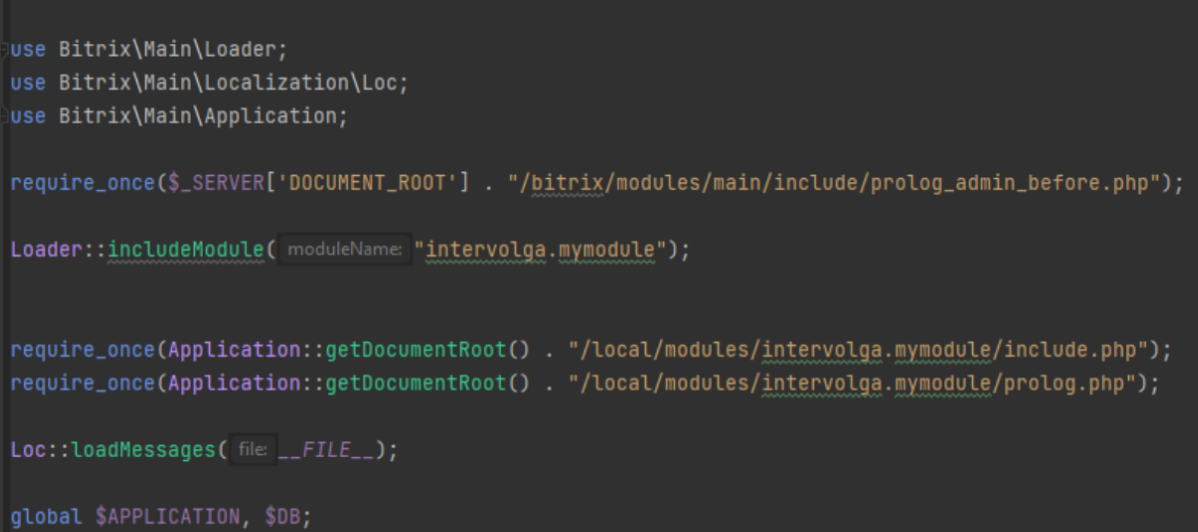 use Bitrix\Main\Loader;
use Bitrix\Main\Localization\Loc;
use Bitrix\Main\Application;
require_once($_SERVER['DOCUMENT_ROOT'] . "/bitrix/modules/main/include/prolog_admin_before.php");
Loader::includeModule( moduleName: "intervolga.mymodule");
require_once(Application::getDocumentRoot() . "/local/modules/intervolga.mymodule/include.php");
require_once(Application::getDocumentRoot() . "/local/modules/intervolga.mymodule/prolog.php");
Loc::loadMessages( file: __FILE__);
global $APPLICATION, $DB;